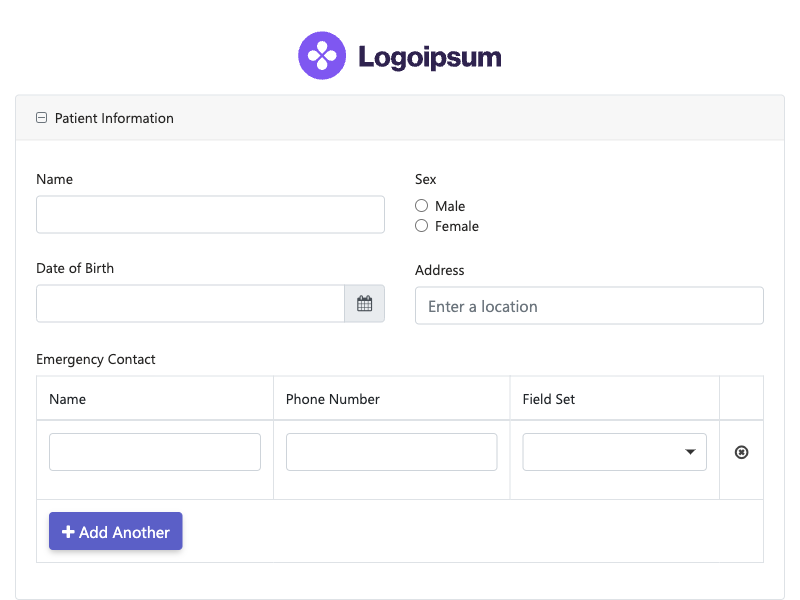 Logoipsum
Patient Information
Name
Sex
Male
Female
Date of Birth
Address
Enter a location
Emergency Contact
Name Phone Number Field Set
Add Another